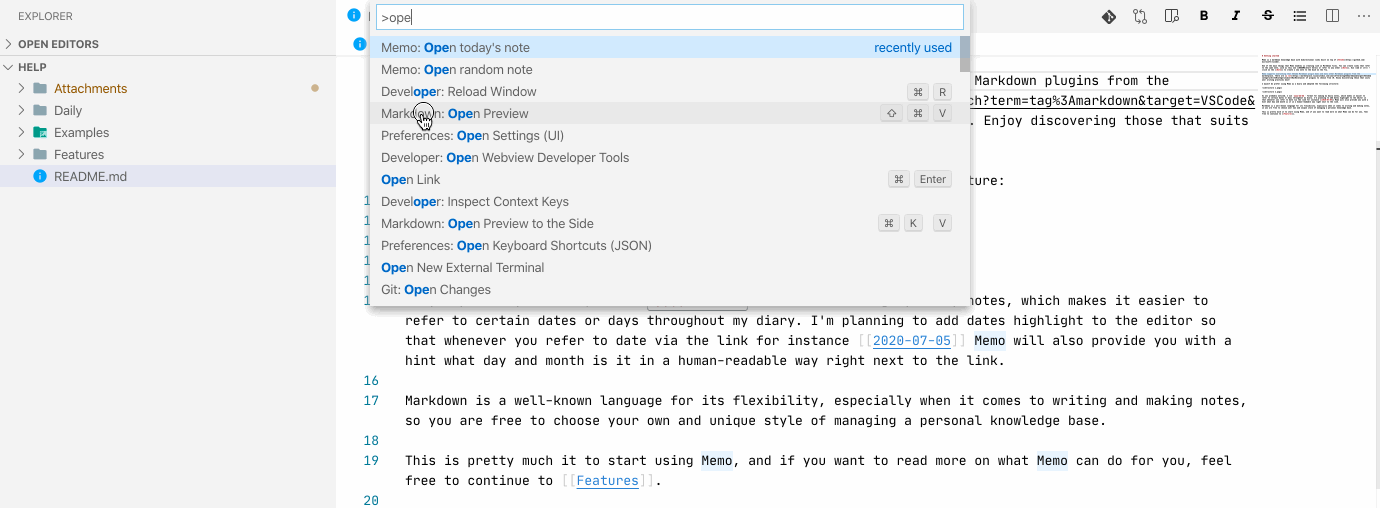 EXPLORER
OPEN EDITORS
HELP
Attachments
Daily
Examples
Features
README.md
>ope
Memo: Open today's note recently used
Memo: Open random note
Developer: Reload Window ⌘ R
Markdown: Open Preview ⇧ ⌘ V
Preferences: Open Settings (UI)
Developer: Open Webview Developer Tools
Open Link ⌘ Enter
Developer: Inspect Context Keys
Markdown: Open Preview to the Side ⌘ K V
Preferences: Open Keyboard Shortcuts (JSON)
Open New External Terminal
Git: Open Changes
B I S
Markdown plugins from the
ch?term=tag%3Amarkdown&target=VSCode&
. Enjoy discovering those that suits
ture:
notes, which makes it easier to
refer to certain dates or days throughout my diary. I'm planning to add dates highlight to the editor so
that whenever you refer to date via the link for instance [[2020-07-05]] Memo will also provide you with a
hint what day and month is it in a human-readable way right next to the link.
16
17 Markdown is a well-known language for its flexibility, especially when it comes to writing and making notes,
so you are free to choose your own and unique style of managing a personal knowledge base.
18
19 This is pretty much it to start using Memo, and if you want to read more on what Memo can do for you, feel
free to continue to [[Features]].
20